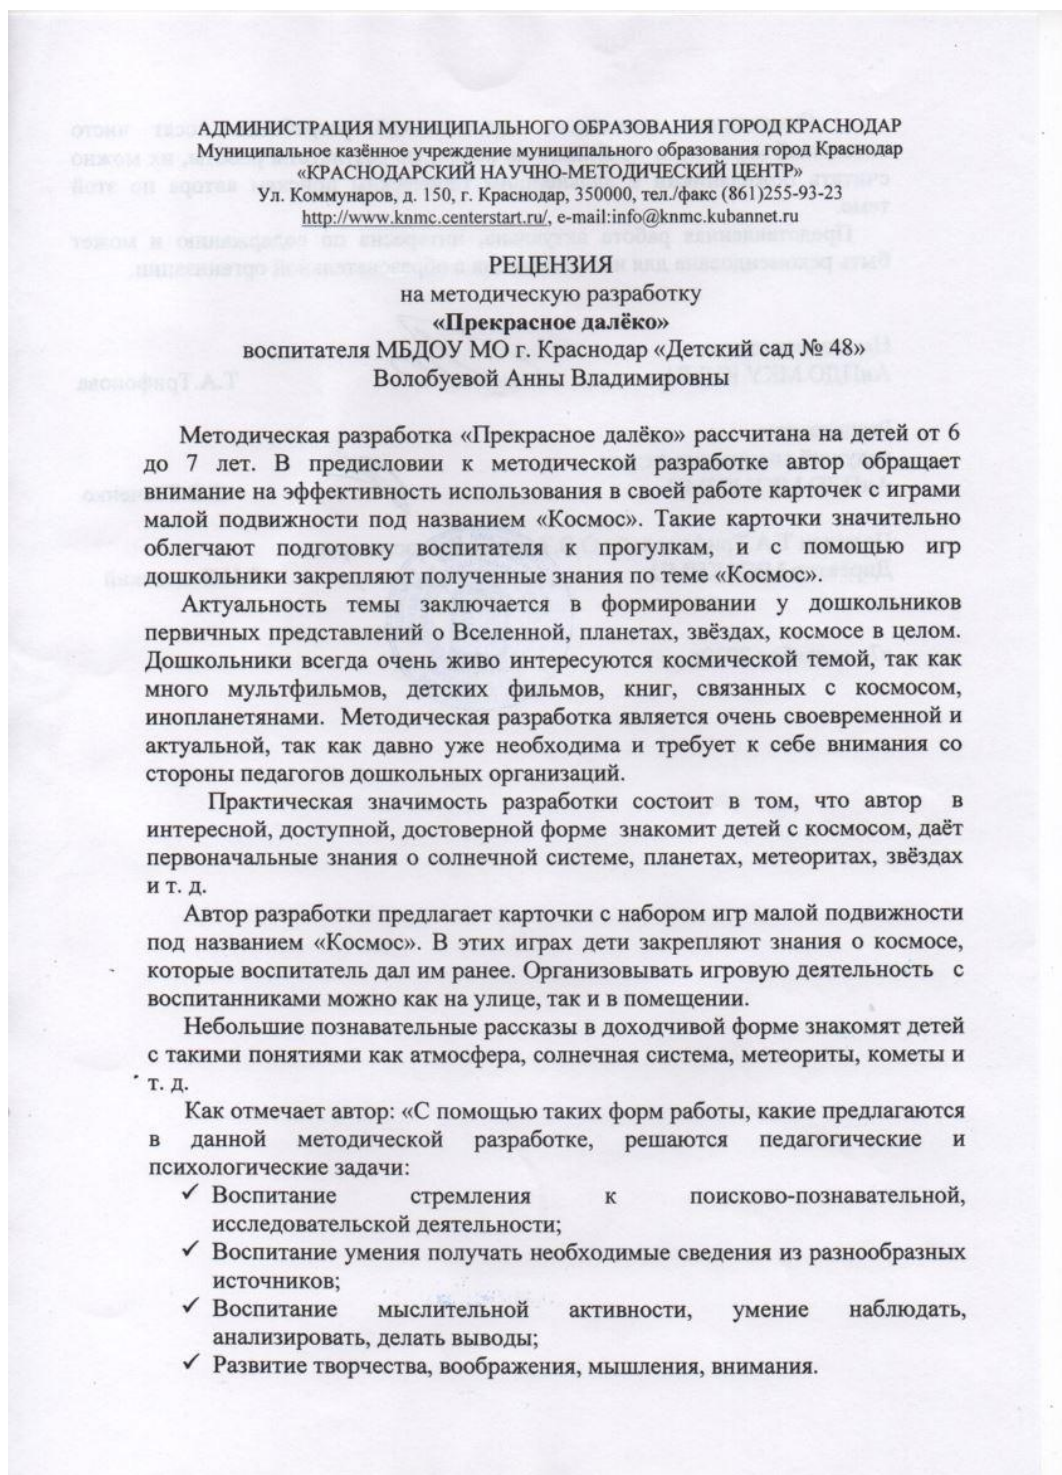 АДМИНИСТРАЦИЯ МУНИЦИПАЛЬНОГО ОБРАЗОВАНИЯ ГОРОД КРАСНОДАР
Муниципальное казённое учреждение муниципального образования город Краснодар
«КРАСНОДАРСКИЙ НАУЧНО-МЕТОДИЧЕСКИЙ ЦЕНТР»
Ул. Коммунаров, д. 150, г. Краснодар, 350000, тел./факс (861)255-93-23
http://www.knmc.centerstart.ru/, e-mail:info@knmc.kubannet.ru
РЕЦЕНЗИЯ
на методическую разработку
«Прекрасное далёко»
воспитателя МБДОУ МО г. Краснодар «Детский сад № 48»
Волобуевой Анны Владимировны
Методическая разработка «Прекрасное далёко» рассчитана на детей от 6
до 7 лет. В предисловии к методической разработке автор обращает
внимание на эффективность использования в своей работе карточек с играми
малой подвижности под названием «Космос». Такие карточки значительно
облегчают подготовку воспитателя к прогулкам, и с помощью игр
дошкольники закрепляют полученные знания по теме «Космос».
Актуальность темы заключается в формировании у дошкольников
первичных представлений о Вселенной, планетах, звёздах, космосе в целом.
Дошкольники всегда очень живо интересуются космической темой, так как
много мультфильмов, детских фильмов, книг, связанных с космосом,
инопланетянами. Методическая разработка является очень своевременной и
актуальной, так как давно уже необходима и требует к себе внимания со
стороны педагогов дошкольных организаций.
Практическая значимость разработки состоит в том, что автор в
интересной, доступной, достоверной форме знакомит детей с космосом, даёт
первоначальные знания о солнечной системе, планетах, метеоритах, звёздах
и т. д.
Автор разработки предлагает карточки с набором игр малой подвижности
под названием «Космос». В этих играх дети закрепляют знания о космосе,
которые воспитатель дал им ранее. Организовывать игровую деятельность с
воспитанниками можно как на улице, так и в помещении.
Небольшие познавательные рассказы в доходчивой форме знакомят детей
с такими понятиями как атмосфера, солнечная система, метеориты, кометы и
т. д.
Как отмечает автор: «С помощью таких форм работы, какие предлагаются
в данной методической разработке, решаются педагогические и
психологические задачи:
✓ Воспитание стремления к поисково-познавательной,
исследовательской деятельности;
✓ Воспитание умения получать необходимые сведения из разнообразных
источников;
✓ Воспитание мыслительной активности, умение наблюдать,
анализировать, делать выводы;
✓ Развитие творчества, воображения, мышления, внимания.